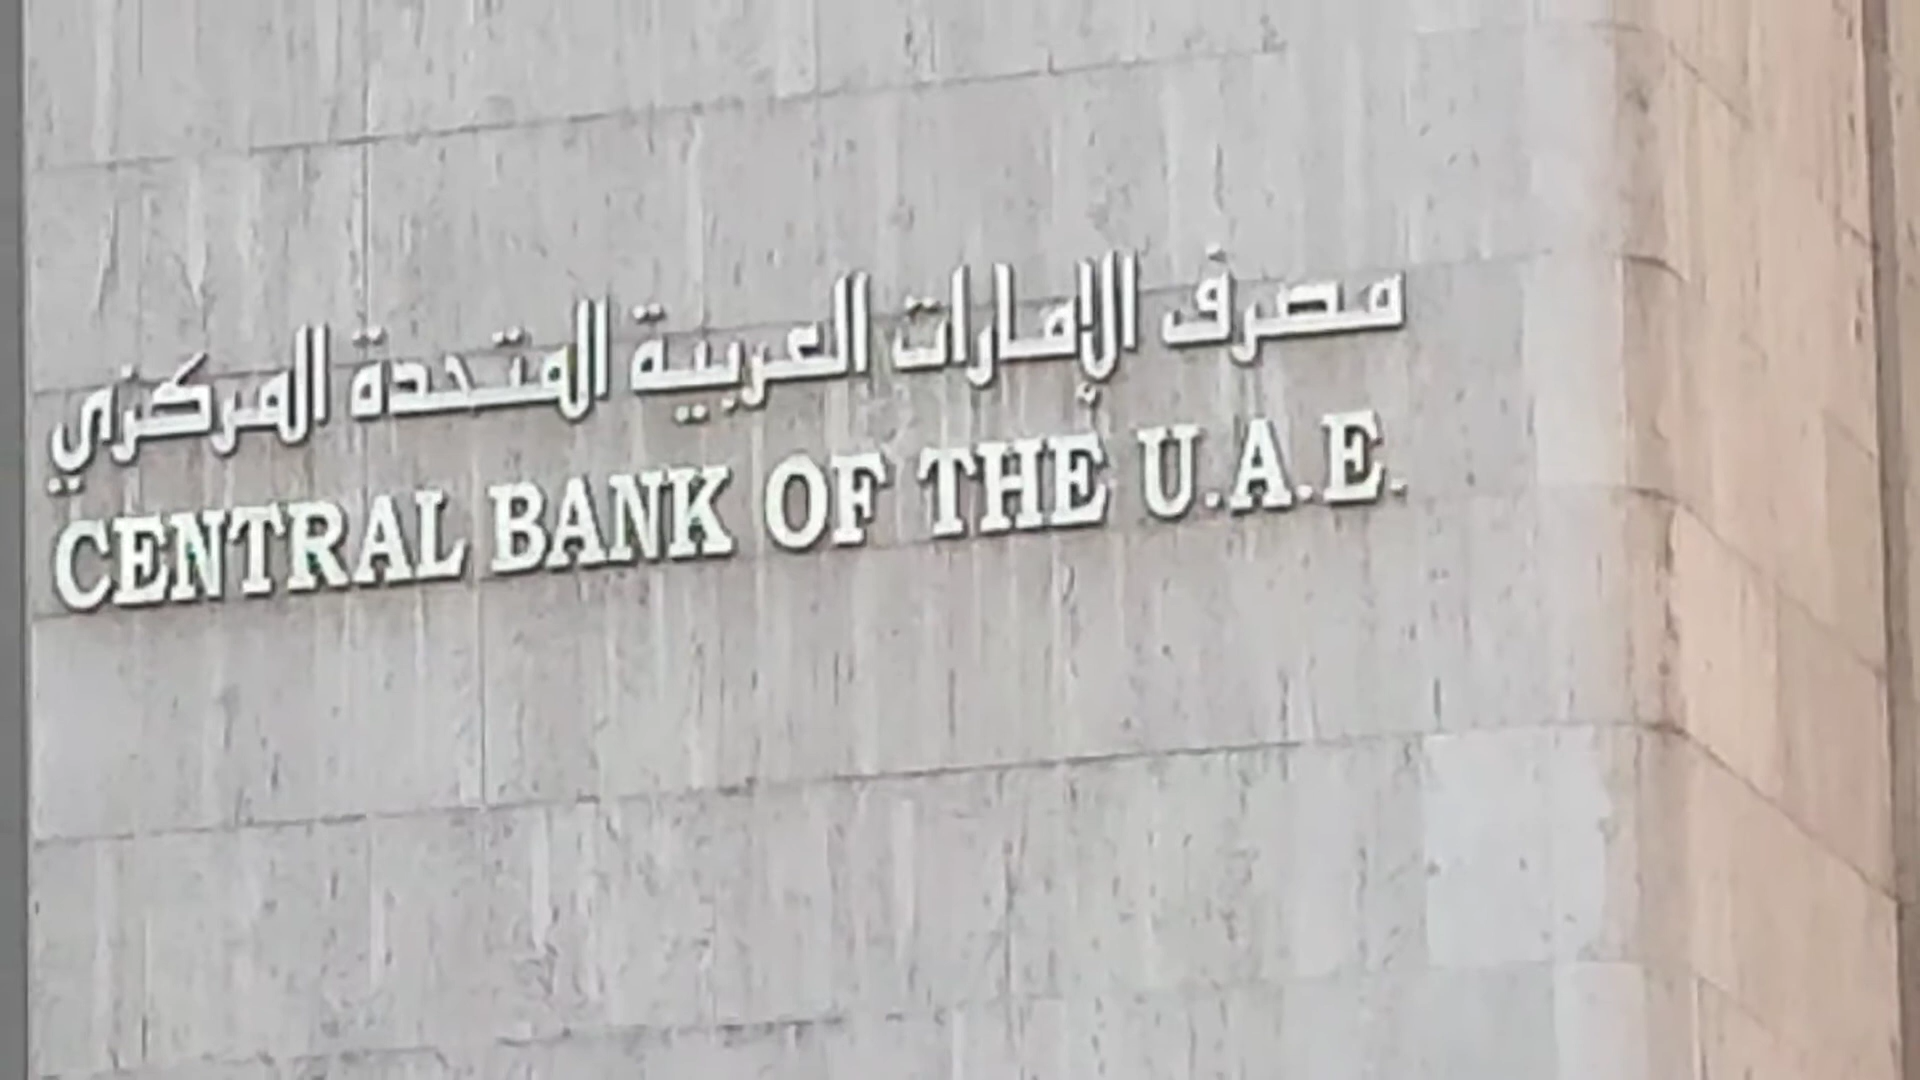 مصرف الإمارات العربية المتحدة المركزي
CENTRAL BANK OF THE U.A.E.